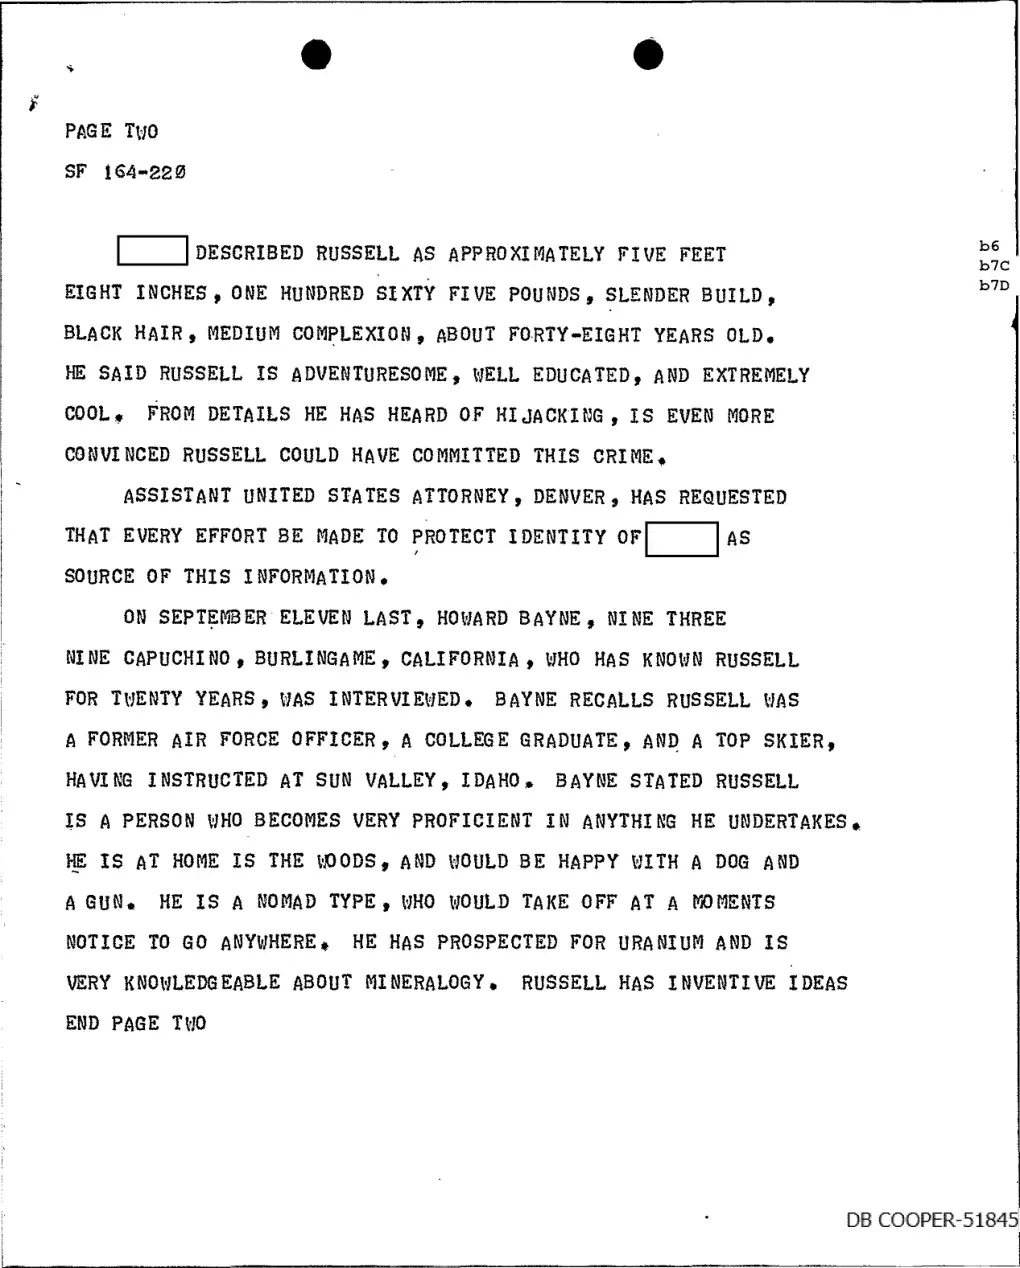 PAGE TWO
SF 164-220
DESCRIBED RUSSELL AS APPROXIMATELY FIVE FEET
b6
b7C
b7D
EIGHT INCHES, ONE HUNDRED SIXTY FIVE POUNDS, SLENDER BUILD,
BLACK HAIR, MEDIUM COMPLEXION, ABOUT FORTY-EIGHT YEARS OLD.
HE SAID RUSSELL IS ADVENTURESOME, WELL EDUCATED, AND EXTREMELY
COOL. FROM DETAILS HE HAS HEARD OF HIJACKING, IS EVEN MORE
CONVINCED RUSSELL COULD HAVE COMMITTED THIS CRIME.
ASSISTANT UNITED STATES ATTORNEY, DENVER, HAS REQUESTED
THAT EVERY EFFORT BE MADE TO PROTECT IDENTITY OF AS
SOURCE OF THIS INFORMATION.
ON SEPTEMBER ELEVEN LAST, HOWARD BAYNE, NINE THREE
NINE CAPUCHINO, BURLINGAME, CALIFORNIA, WHO HAS KNOWN RUSSELL
FOR TWENTY YEARS, WAS INTERVIEWED. BAYNE RECALLS RUSSELL WAS
A FORMER AIR FORCE OFFICER, A COLLEGE GRADUATE, AND A TOP SKIER,
HAVING INSTRUCTED AT SUN VALLEY, IDAHO. BAYNE STATED RUSSELL
IS A PERSON WHO BECOMES VERY PROFICIENT IN ANYTHING HE UNDERTAKES.
HE IS AT HOME IS THE WOODS, AND WOULD BE HAPPY WITH A DOG AND
A GUN. HE IS A NOMAD TYPE, WHO WOULD TAKE OFF AT A MOMENTS
NOTICE TO GO ANYWHERE. HE HAS PROSPECTED FOR URANIUM AND IS
VERY KNOWLEDGEABLE ABOUT MINERALOGY. RUSSELL HAS INVENTIVE IDEAS
END PAGE TWO
DB COOPER-51845